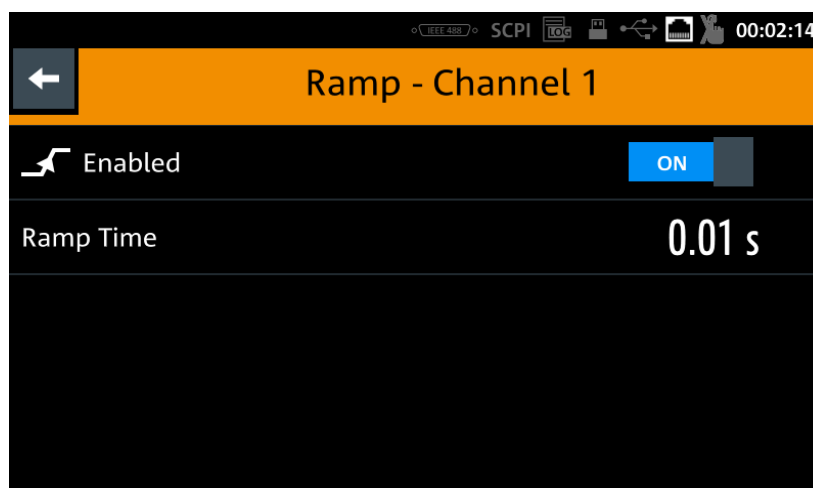 IEEE 488 SCPI LOG 00:02:14
Ramp - Channel 1
Enabled ON
Ramp Time 0.01 s